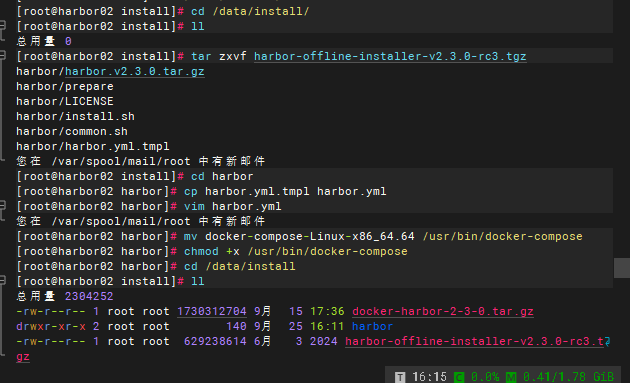 [root@harbor02 install]# cd /data/install/
[root@harbor02 install]# ll
总用量 0
[root@harbor02 install]# tar zxvf harbor-offline-installer-v2.3.0-rc3.tgz
harbor/harbor.v2.3.0.tar.gz
harbor/prepare
harbor/LICENSE
harbor/install.sh
harbor/common.sh
harbor/harbor.yml.tmpl
您在 /var/spool/mail/root 中有新邮件
[root@harbor02 install]# cd harbor
[root@harbor02 harbor]# cp harbor.yml.tmpl harbor.yml
[root@harbor02 harbor]# vim harbor.yml
您在 /var/spool/mail/root 中有新邮件
[root@harbor02 harbor]# mv docker-compose-Linux-x86_64.64 /usr/bin/docker-compose
[root@harbor02 harbor]# chmod +x /usr/bin/docker-compose
[root@harbor02 harbor]# cd /data/install
[root@harbor02 install]# ll
总用量 2304252
-rw-r--r-- 1 root root 1730312704 9月   15 17:36 docker-harbor-2-3-0.tar.gz
drwxr-xr-x 2 root root        140 9月   25 16:11 harbor
-rw-r--r-- 1 root root  629238614 6月    3 2024 harbor-offline-installer-v2.3.0-rc3.t
gz
T 16:15 C 0.0% M 0.41/1.78 GiB